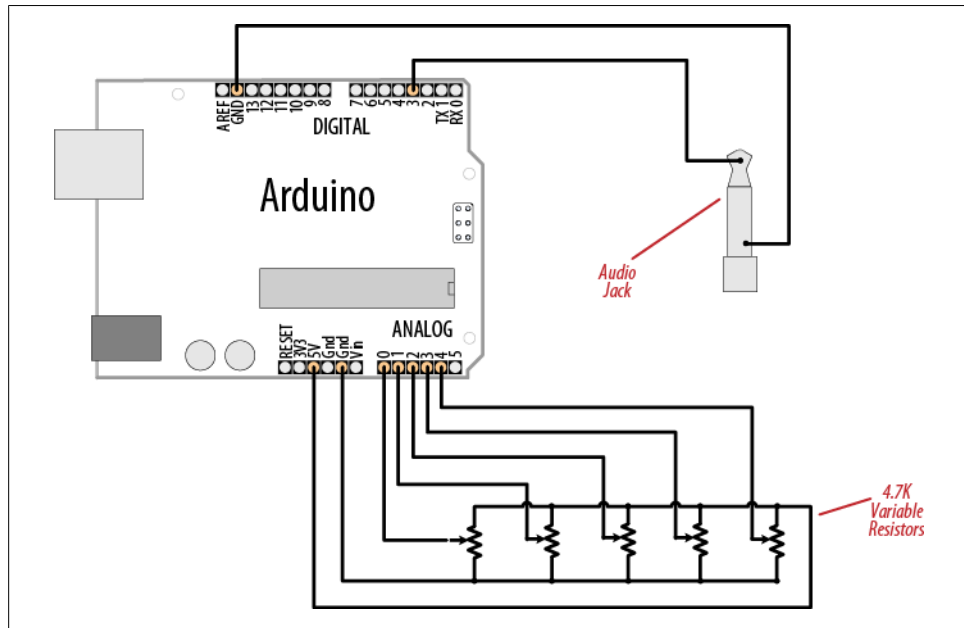 AREF
GND
13
12
11
10
9
8
7
6
5
4
3
2
TX 1
RX 0
DIGITAL
Arduino
Audio
Jack
ANALOG
RESET
3V3
5V
Gnd
Gnd
Vin
0
1
2
3
4
5
4.7K
Variable
Resistors